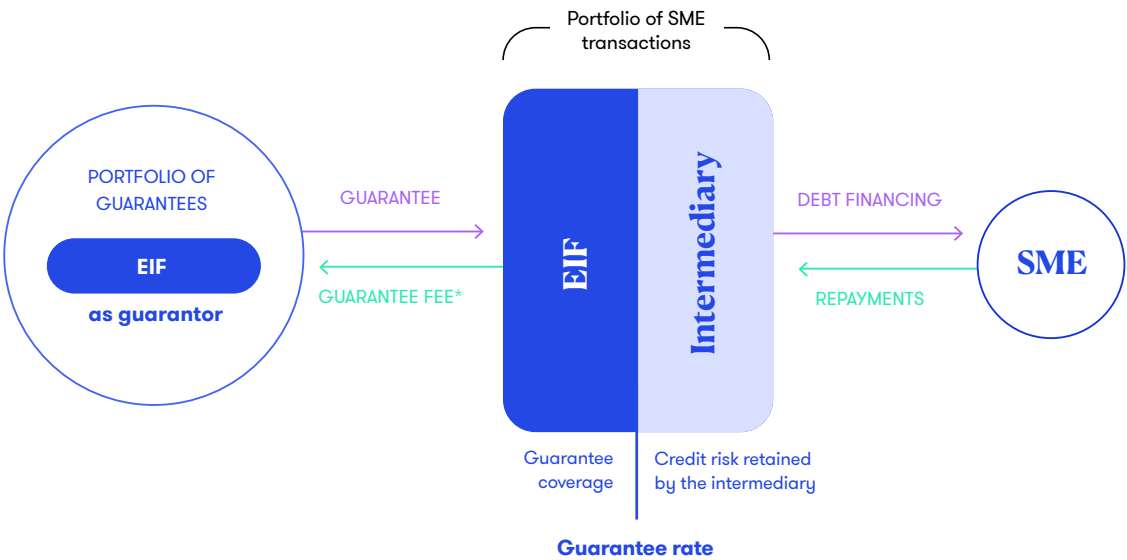 Portfolio of SME
transactions
PORTFOLIO OF
GUARANTEES
EIF
as guarantor
GUARANTEE
GUARANTEE FEE*
EIF
Intermediary
DEBT FINANCING
REPAYMENTS
SME
Guarantee
coverage
Credit risk retained
by the intermediary
Guarantee rate